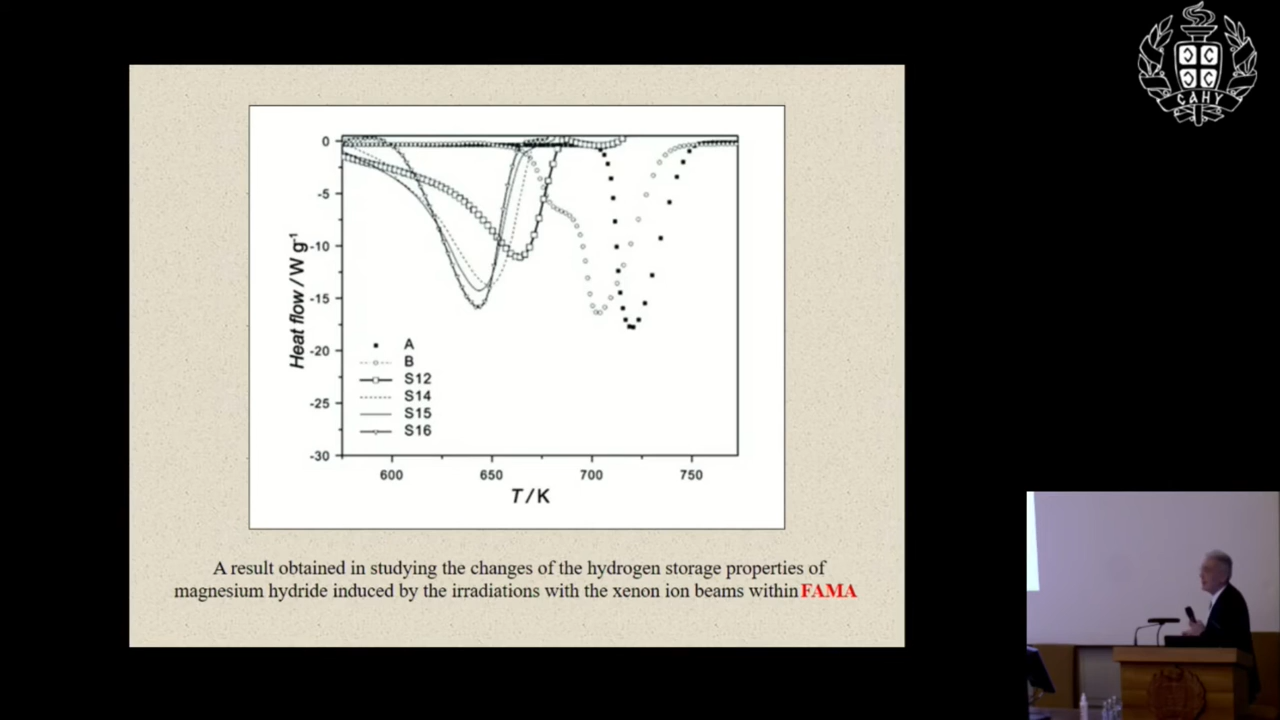 0
-5
-10
-15
-20
-25
-30
Heat flow / W g⁻¹
A
B
S12
S14
S15
S16
600
650
700
750
T / K
A result obtained in studying the changes of the hydrogen storage properties of
magnesium hydride induced by the irradiations with the xenon ion beams within FAMA
САНУ